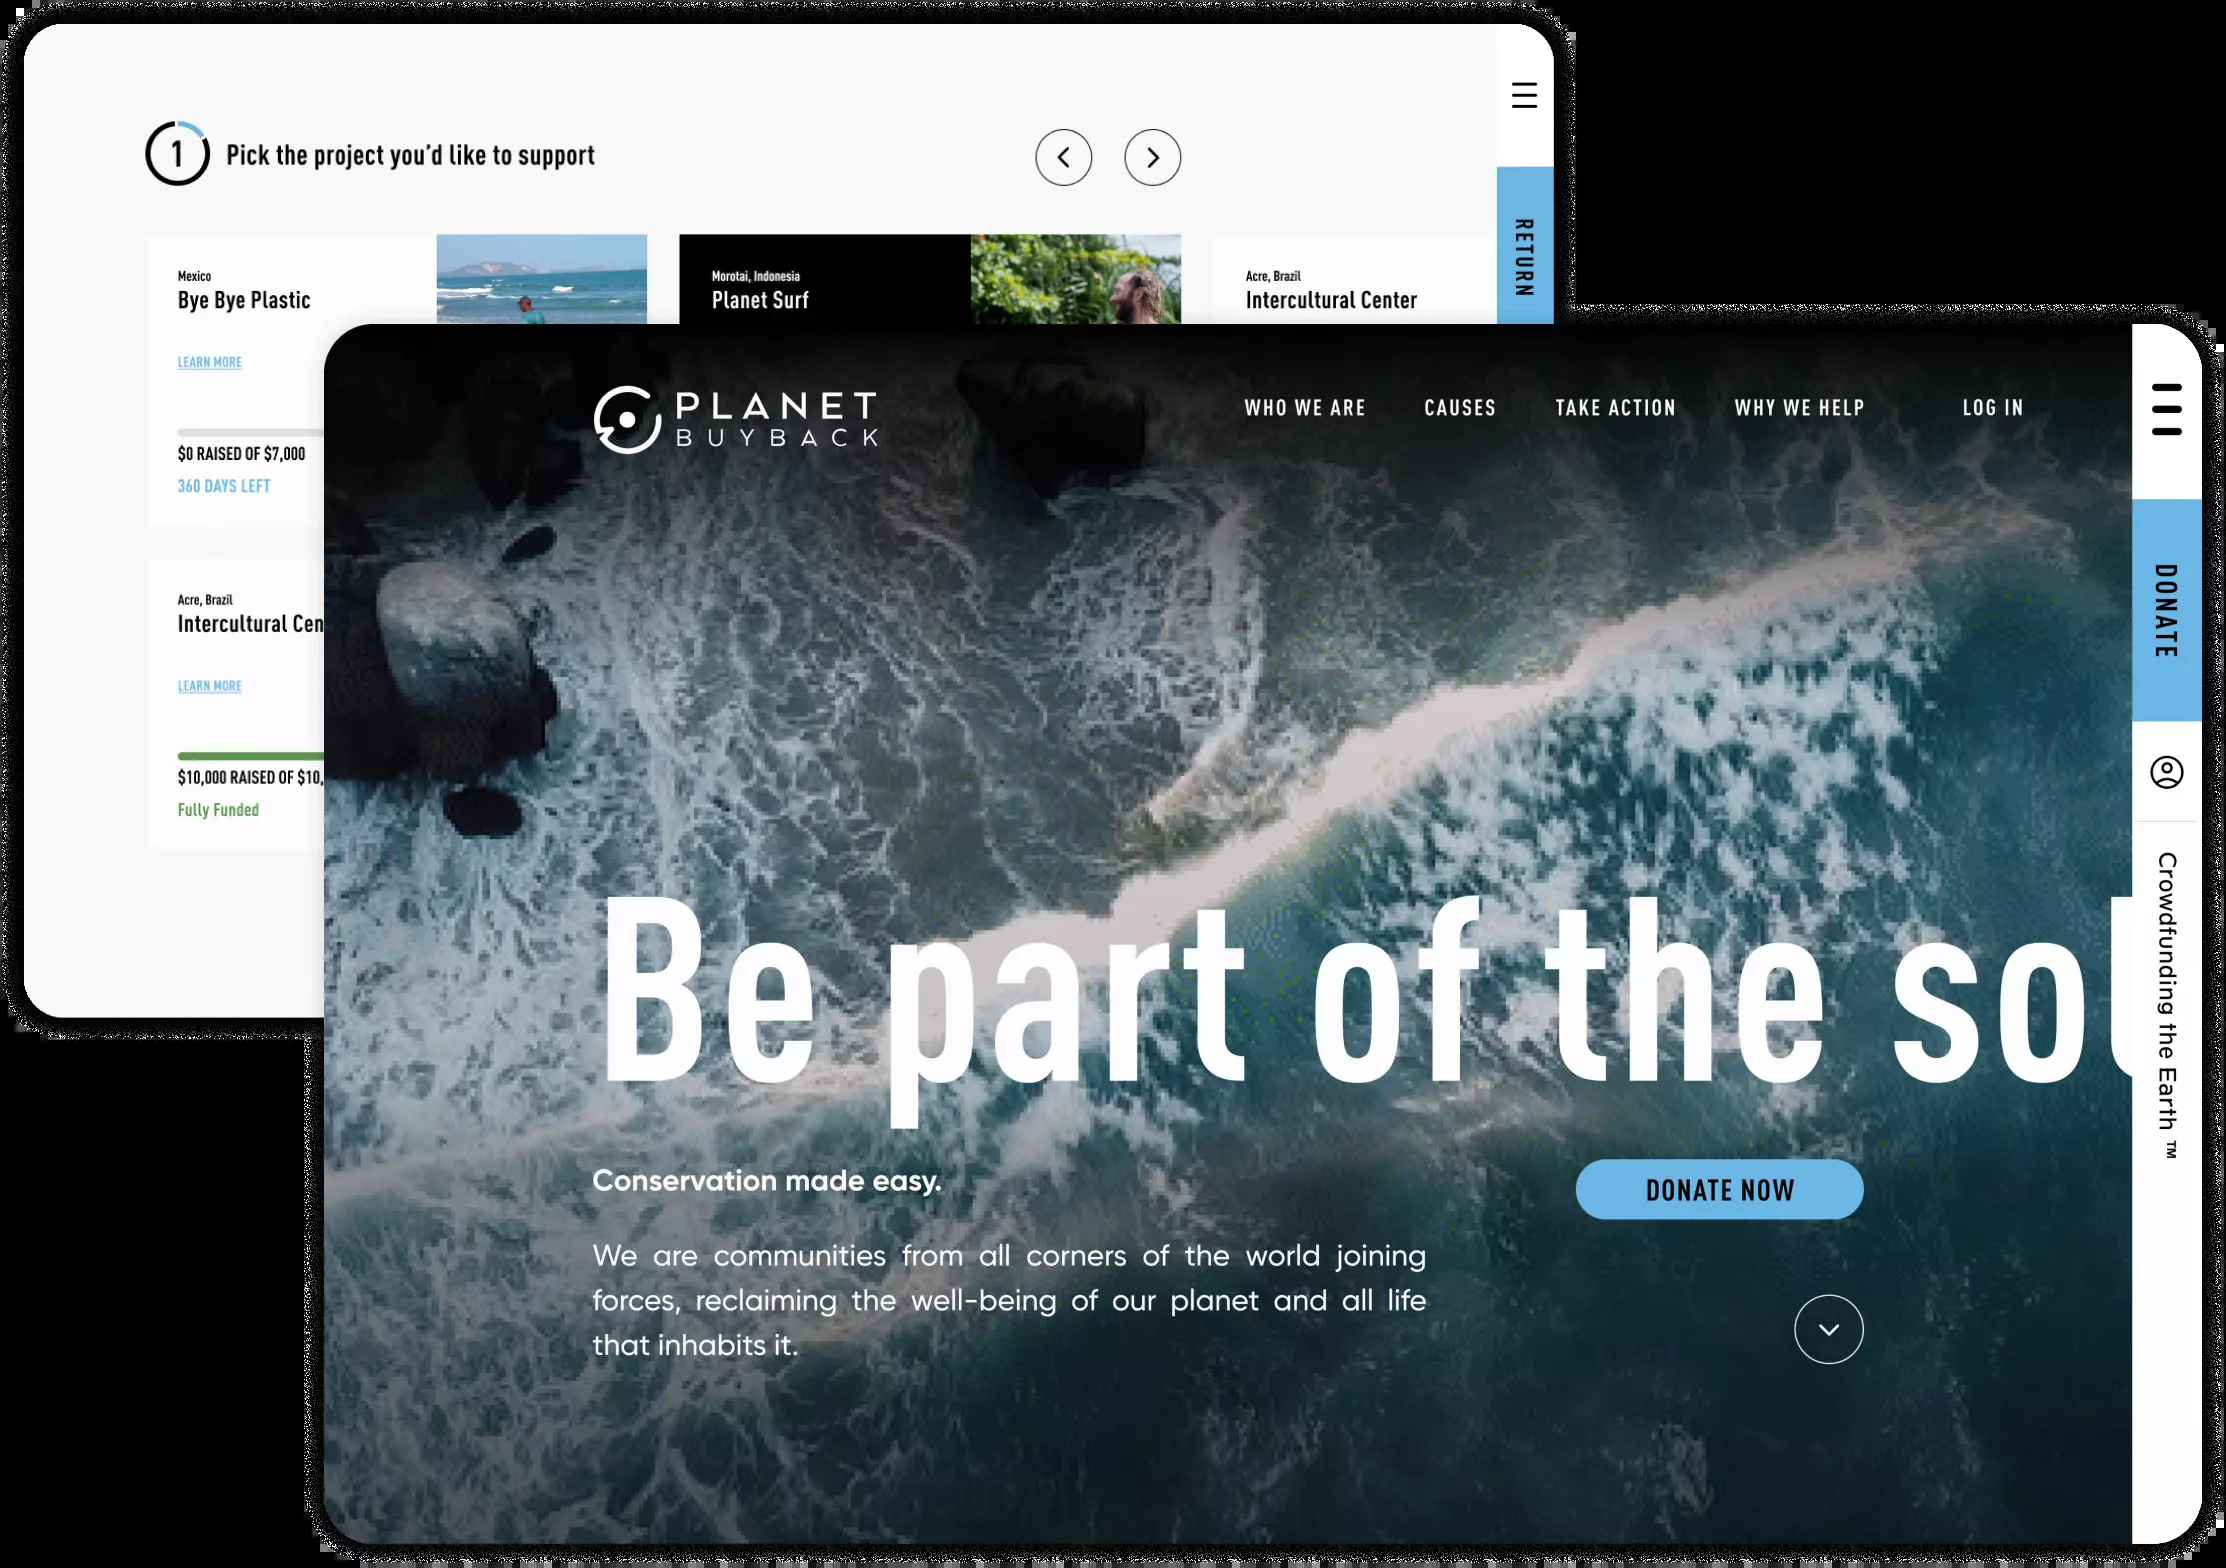 1 Pick the project you’d like to support
RETURN
Mexico
Bye Bye Plastic
LEARN MORE
$0 RAISED OF $7,000
360 DAYS LEFT
Morotai, Indonesia
Planet Surf
Acre, Brazil
Intercultural Center
Acre, Brazil
Intercultural Cen
LEARN MORE
$10,000 RAISED OF $10,
Fully Funded
PLANET
BUYBACK
WHO WE ARE CAUSES TAKE ACTION WHY WE HELP LOG IN
DONATE
Crowdfunding the Earth ™
Be part of the sol
Conservation made easy.
DONATE NOW
We are communities from all corners of the world joining
forces, reclaiming the well-being of our planet and all life
that inhabits it.